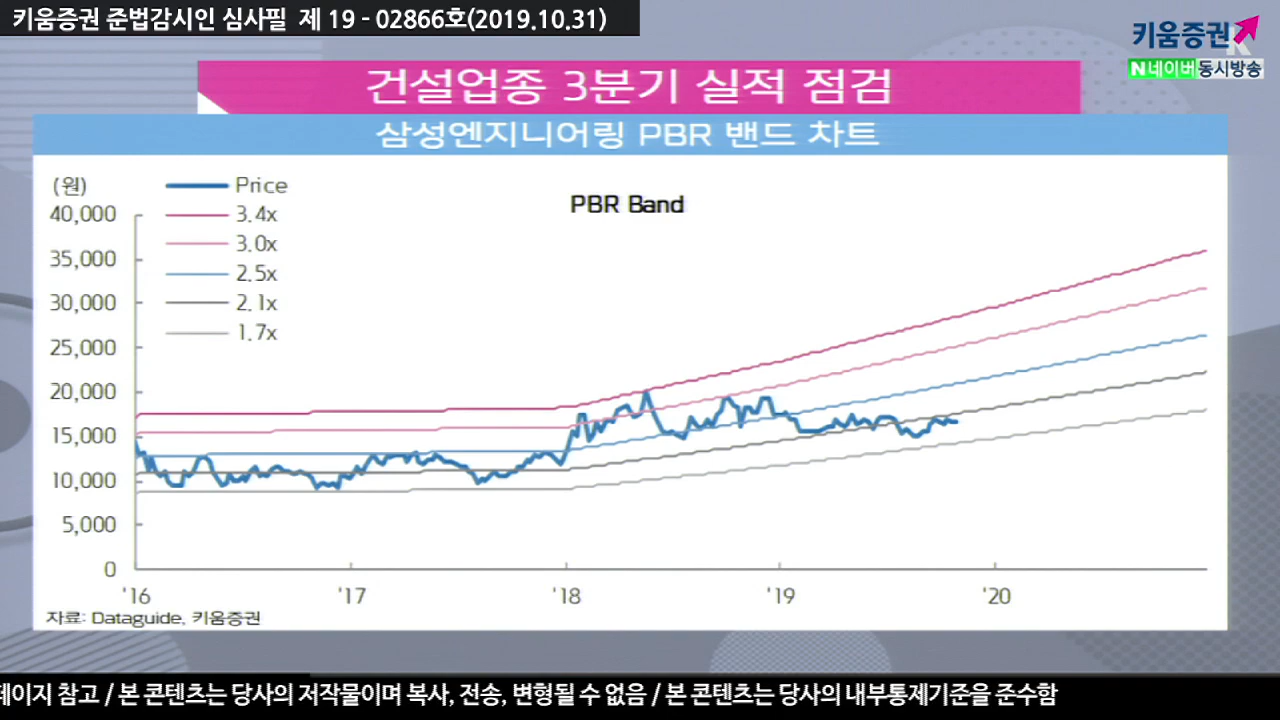 키움증권 준법감시인 심사필 제 19 - 02866호(2019.10.31)
키움증권
N네이버 동시방송
건설업종 3분기 실적 점검
삼성엔지니어링 PBR 밴드 차트
PBR Band
(원)
Price
3.4x
3.0x
2.5x
2.1x
1.7x
40,000
35,000
30,000
25,000
20,000
15,000
10,000
5,000
0
'16 '17 '18 '19 '20
자료: Dataguide, 키움증권
페이지 참고 / 본 콘텐츠는 당사의 저작물이며 복사, 전송, 변형될 수 없음 / 본 콘텐츠는 당사의 내부통제기준을 준수함